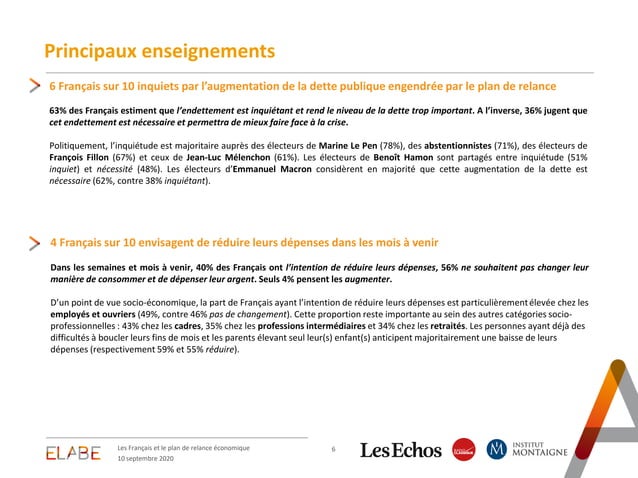 Principaux enseignements
6 Français sur 10 inquiets par l’augmentation de la dette publique engendrée par le plan de relance
63% des Français estiment que l’endettement est inquiétant et rend le niveau de la dette trop important. A l’inverse, 36% jugent que
cet endettement est nécessaire et permettra de mieux faire face à la crise.
Politiquement, l’inquiétude est majoritaire auprès des électeurs de Marine Le Pen (78%), des abstentionnistes (71%), des électeurs de
François Fillon (67%) et ceux de Jean-Luc Mélenchon (61%). Les électeurs de Benoît Hamon sont partagés entre inquiétude (51%
inquiet) et nécessité (48%). Les électeurs d’Emmanuel Macron considèrent en majorité que cette augmentation de la dette est
nécessaire (62%, contre 38% inquiétant).
4 Français sur 10 envisagent de réduire leurs dépenses dans les mois à venir
Dans les semaines et mois à venir, 40% des Français ont l’intention de réduire leurs dépenses, 56% ne souhaitent pas changer leur
manière de consommer et de dépenser leur argent. Seuls 4% pensent les augmenter.
D’un point de vue socio-économique, la part de Français ayant l’intention de réduire leurs dépenses est particulièrement élevée chez les
employés et ouvriers (49%, contre 46% pas de changement). Cette proportion reste importante au sein des autres catégories socio-
professionnelles : 43% chez les cadres, 35% chez les professions intermédiaires et 34% chez les retraités. Les personnes ayant déjà des
difficultés à boucler leurs fins de mois et les parents élevant seul leur(s) enfant(s) anticipent majoritairement une baisse de leurs
dépenses (respectivement 59% et 55% réduire).
ELABE
Les Français et le plan de relance économique
10 septembre 2020
6
Les Echos
RADIO CLASSIQUE
M
INSTITUT
MONTAIGNE